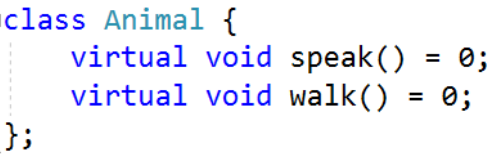 class Animal {
    virtual void speak() = 0;
    virtual void walk() = 0;
};